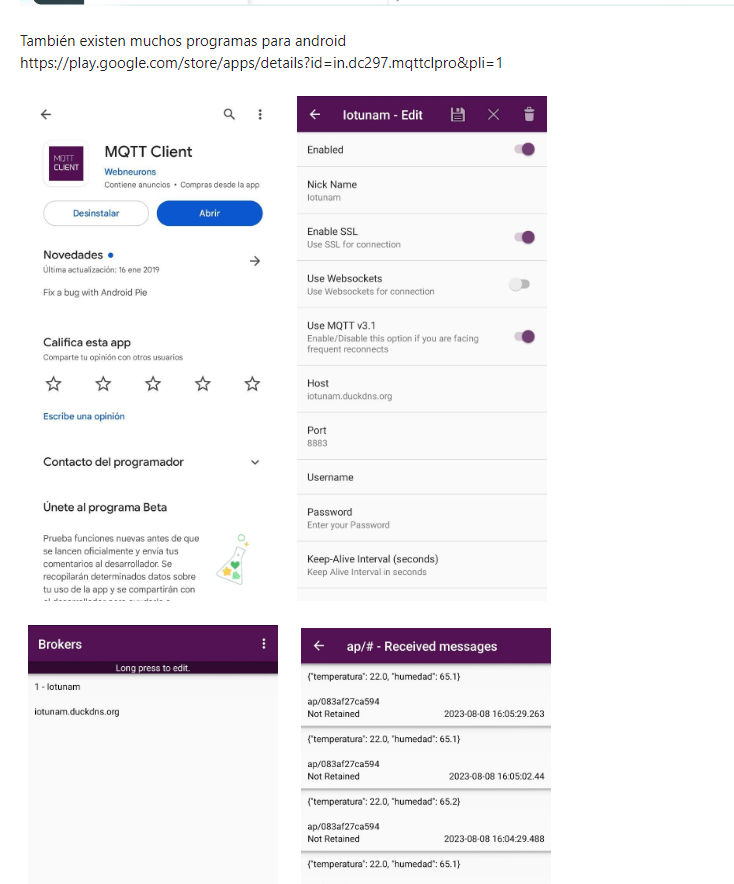 También existen muchos programas para android
https://play.google.com/store/apps/details?id=in.dc297.mqttclpro&pli=1
MQTT
CLIENT
MQTT Client
Webneurons
Contiene anuncios • Compras desde la app
Desinstalar
Abrir
Novedades
Última actualización: 16 ene 2019
Fix a bug with Android Pie
Califica esta app
Comparte tu opinión con otros usuarios
Escribe una opinión
Contacto del programador
Únete al programa Beta
Prueba funciones nuevas antes de que
se lancen oficialmente y envía tus
comentarios al desarrollador. Se
recopilarán determinados datos sobre
tu uso de la app y se compartirán con
Iotunam - Edit
Enabled
Nick Name
Iotunam
Enable SSL
Use SSL for connection
Use Websockets
Use Websockets for connection
Use MQTT v3.1
Enable/Disable this option if you are facing
frequent reconnects
Host
iotunam.duckdns.org
Port
8883
Username
Password
Enter your Password
Keep-Alive Interval (seconds)
Keep Alive Interval in seconds
Brokers
Long press to edit.
1 - Iotunam
iotunam.duckdns.org
ap/# - Received messages
{"temperatura": 22.0, "humedad": 65.1}
ap/083af27ca594
Not Retained 2023-08-08 16:05:29.263
{"temperatura": 22.0, "humedad": 65.1}
ap/083af27ca594
Not Retained 2023-08-08 16:05:02.44
{"temperatura": 22.0, "humedad": 65.2}
ap/083af27ca594
Not Retained 2023-08-08 16:04:29.488
{"temperatura": 22.0, "humedad": 65.1}